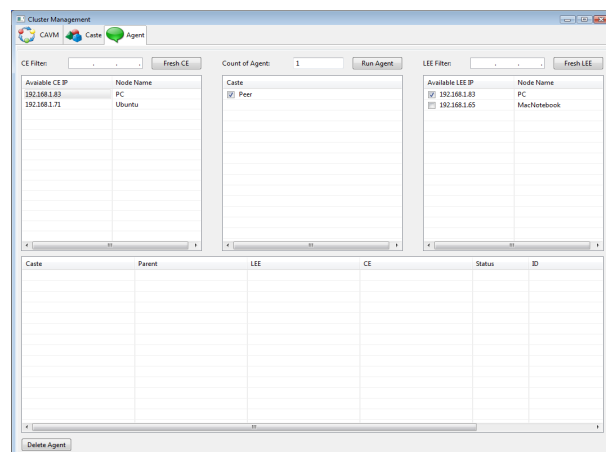 Cluster Management
CAVM Caste Agent
CE Filter: . . . Fresh CE Count of Agent: 1 Run Agent LEE Filter: . . . Fresh LEE
Avaiable CE IP Node Name Caste Available LEE IP Node Name
192.168.1.83 PC Peer 192.168.1.83 PC
192.168.1.71 Ubuntu 192.168.1.65 MacNotebook
Caste Parent LEE CE Status ID
Delete Agent